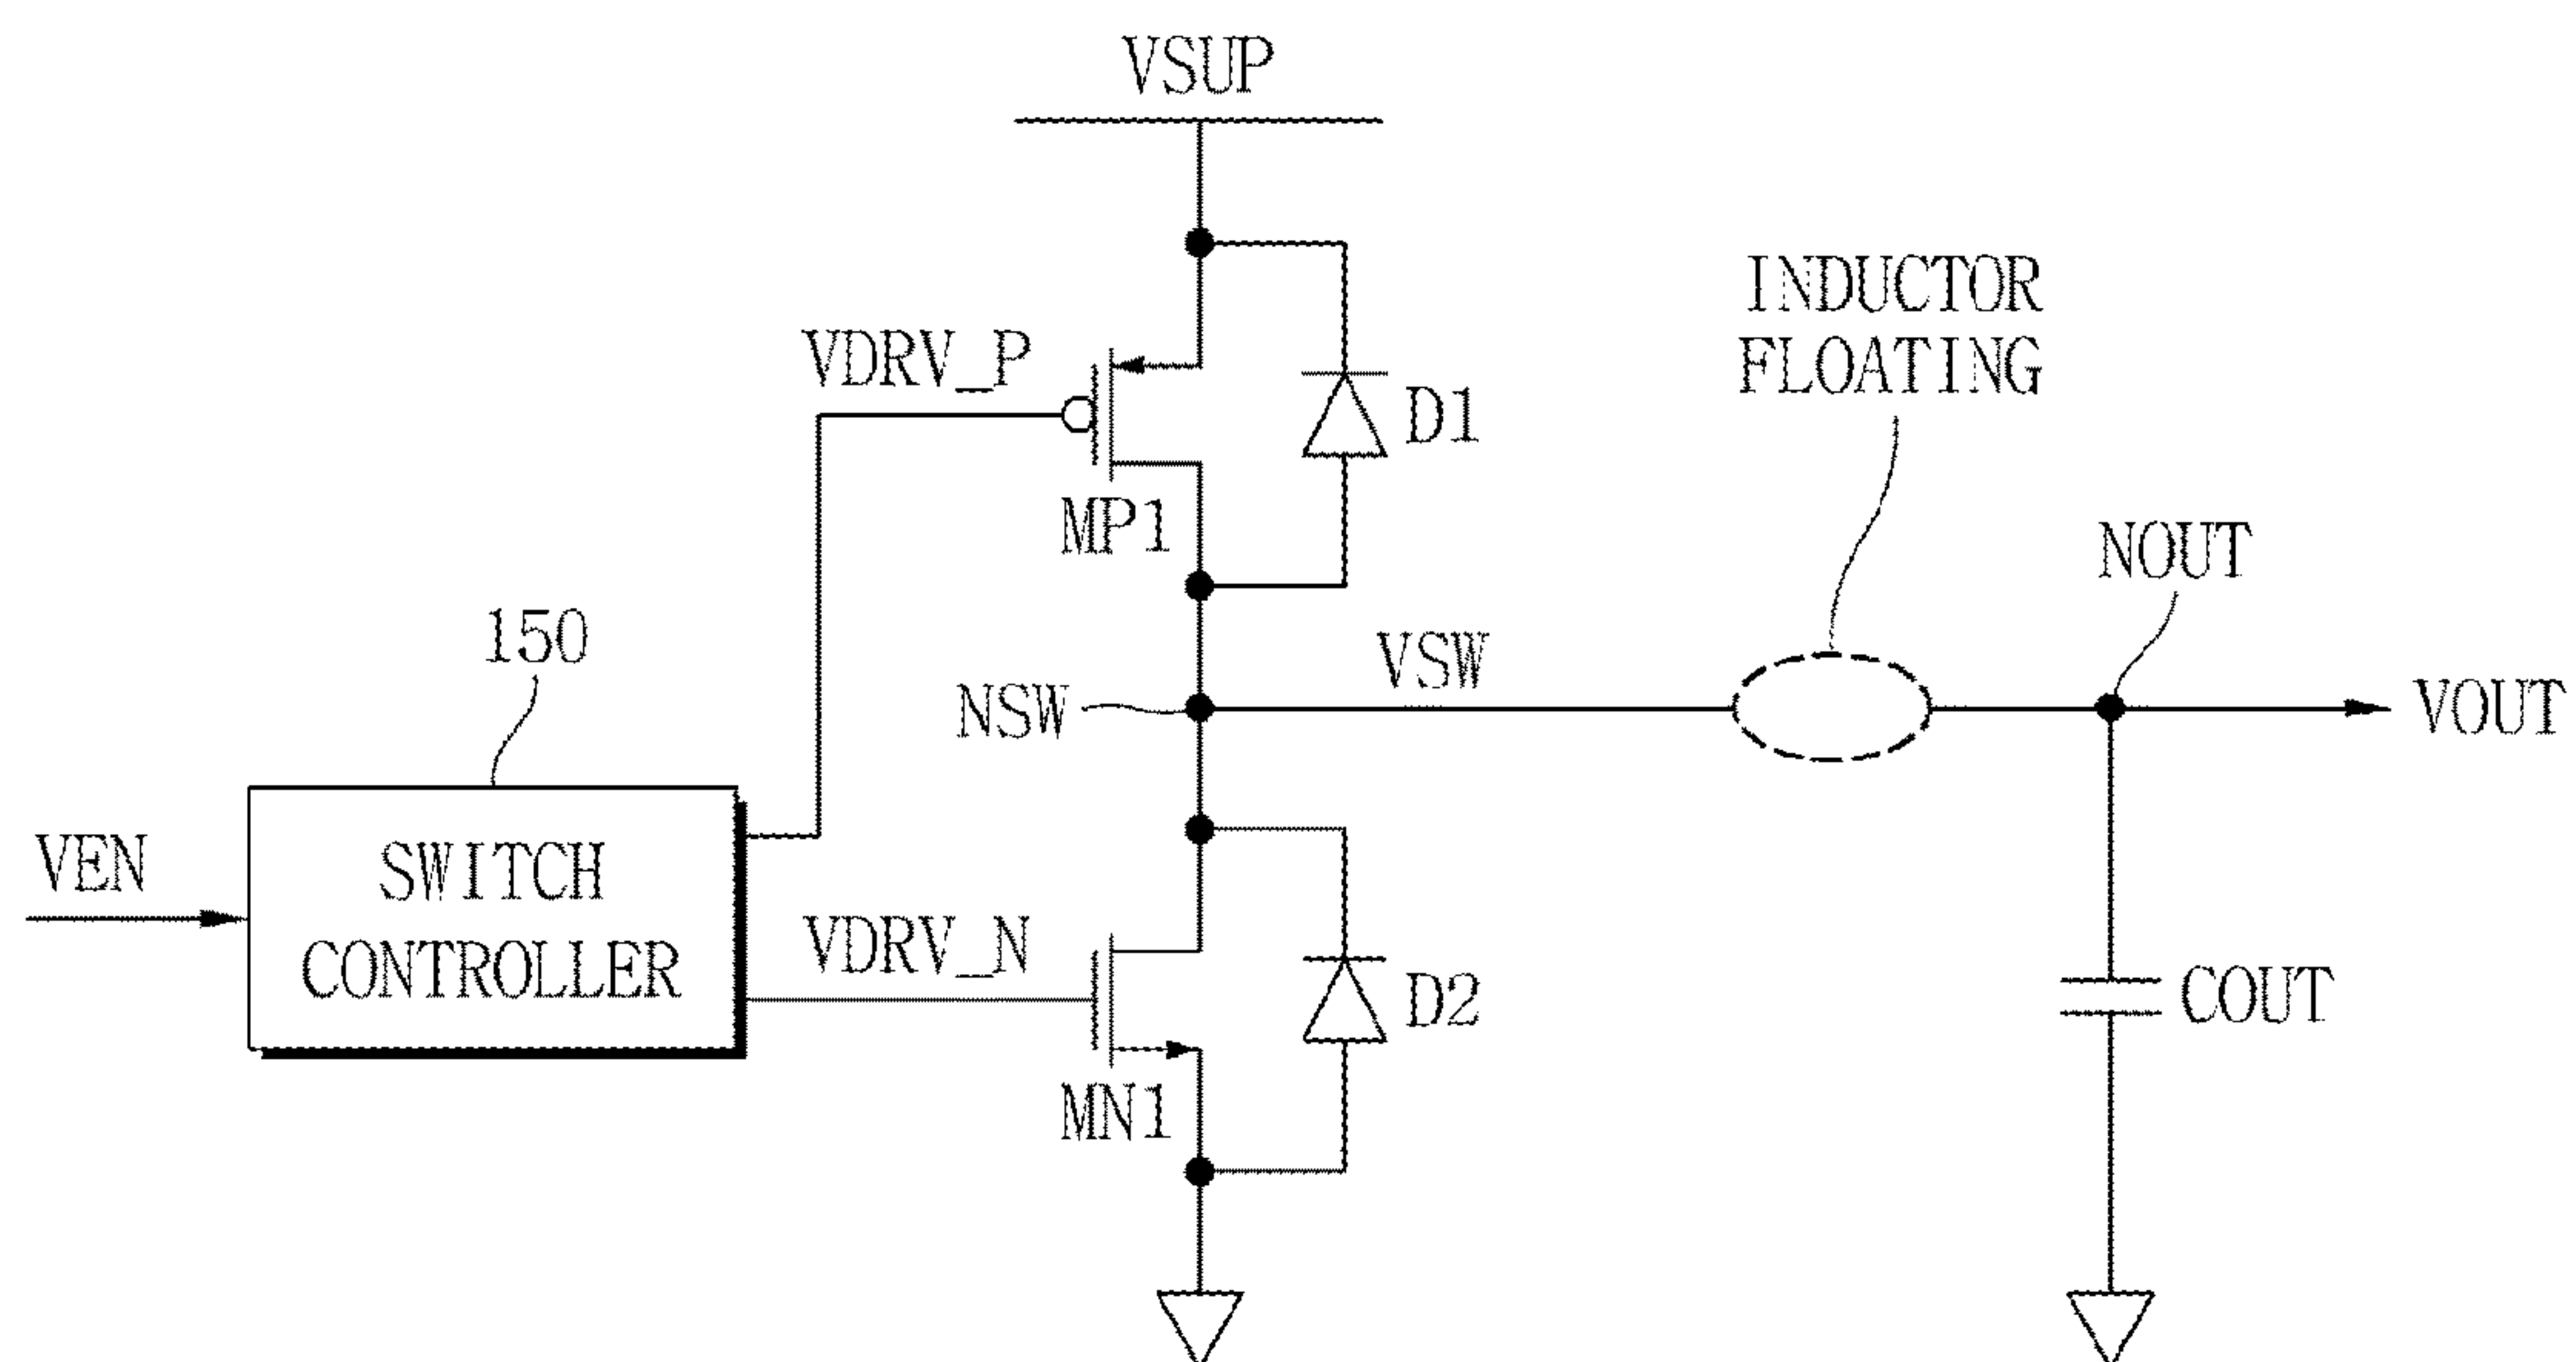 VSUP
INDUCTOR
FLOATING
VDRV_P
D1
MP1
NOUT
150
VSW
NSW
VOUT
VEN
SWITCH
CONTROLLER
VDRV_N
D2
COUT
MN1